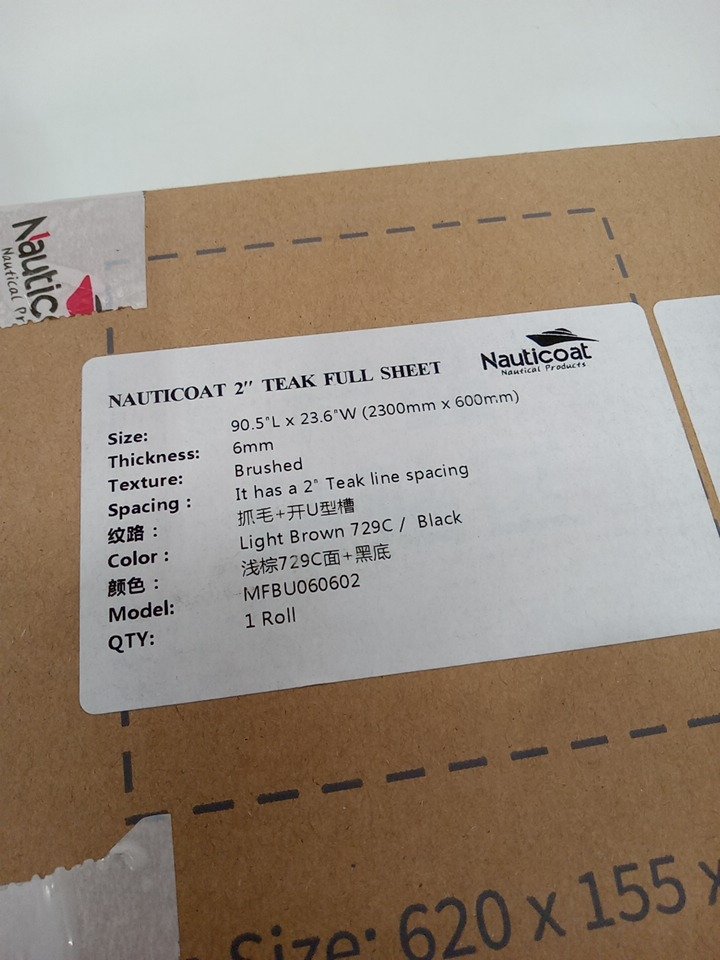 Nautic
Nautical Pr
NAUTICOAT 2" TEAK FULL SHEET
Nauticoat
Nautical Products
Size: 90.5"L x 23.6"W (2300mm x 600mm)
Thickness: 6mm
Texture: Brushed
Spacing : It has a 2" Teak line spacing
纹路 : 抓毛+开U型槽
Color : Light Brown 729C / Black
颜色 : 浅棕729C面+黑底
Model: MFBU060602
QTY: 1 Roll
Size: 620 x 155 x